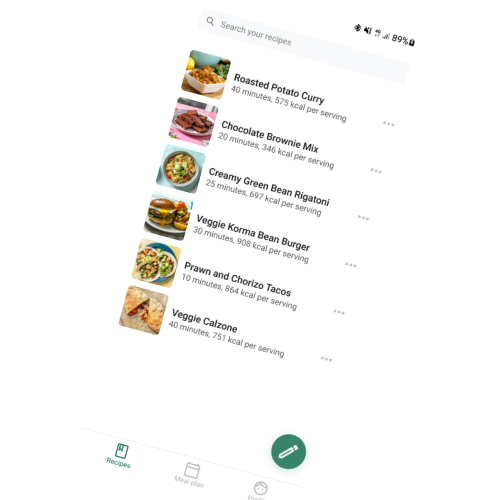 89%
Search your recipes
Roasted Potato Curry
40 minutes, 575 kcal per serving
Chocolate Brownie Mix
20 minutes, 346 kcal per serving
Creamy Green Bean Rigatoni
25 minutes, 697 kcal per serving
Veggie Korma Bean Burger
30 minutes, 908 kcal per serving
Prawn and Chorizo Tacos
10 minutes, 864 kcal per serving
Veggie Calzone
40 minutes, 751 kcal per serving
Recipes
Meal plan